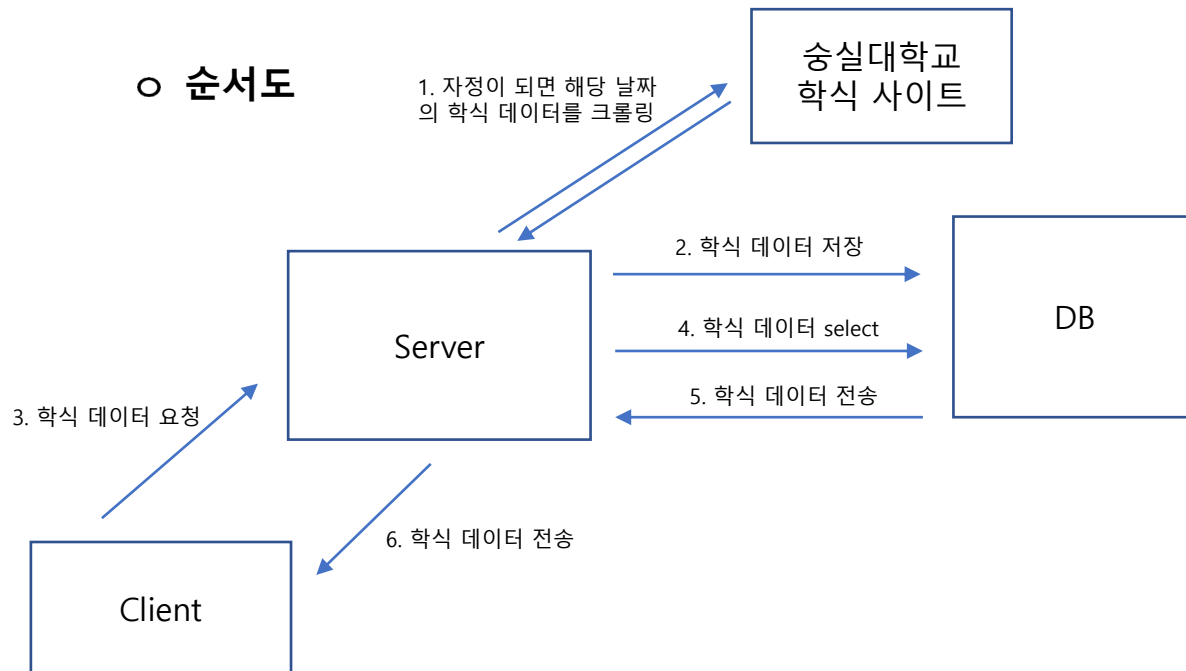 ㅇ 순서도
1. 자정이 되면 해당 날짜
의 학식 데이터를 크롤링
숭실대학교
학식 사이트
2. 학식 데이터 저장
Server
4. 학식 데이터 select
DB
5. 학식 데이터 전송
3. 학식 데이터 요청
6. 학식 데이터 전송
Client